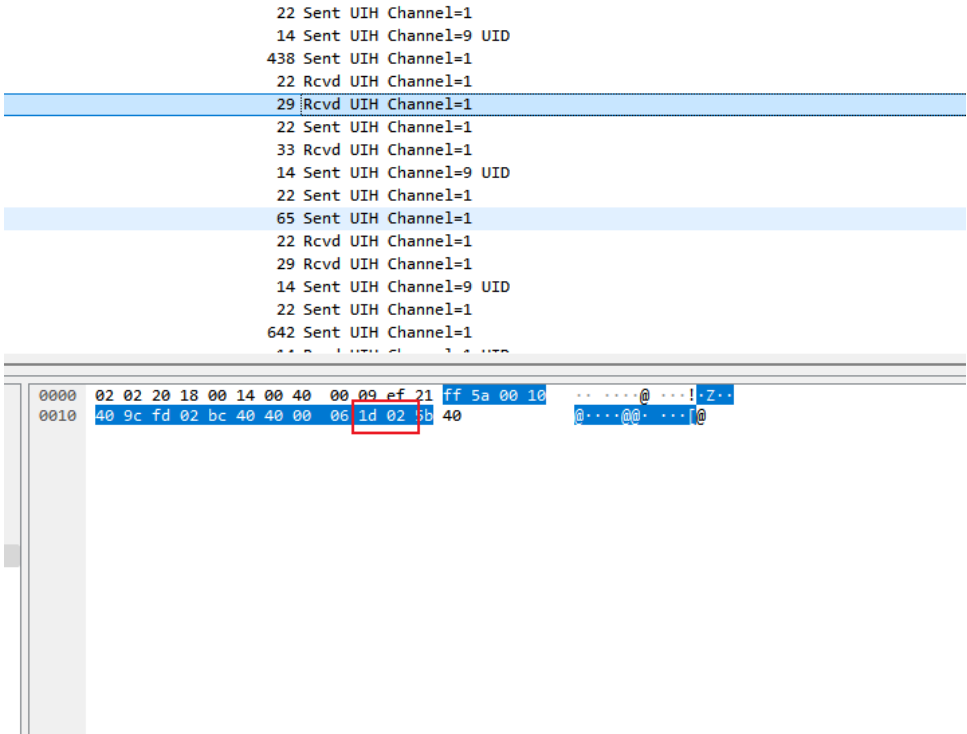 22 Sent UIH Channel=1
14 Sent UIH Channel=9 UID
438 Sent UIH Channel=1
22 Rcvd UIH Channel=1
29 Rcvd UIH Channel=1
22 Sent UIH Channel=1
33 Rcvd UIH Channel=1
14 Sent UIH Channel=9 UID
22 Sent UIH Channel=1
65 Sent UIH Channel=1
22 Rcvd UIH Channel=1
29 Rcvd UIH Channel=1
14 Sent UIH Channel=9 UID
22 Sent UIH Channel=1
642 Sent UIH Channel=1
0000 02 02 20 18 00 14 00 40 00 09 ef 21 ff 5a 00 10 ·· ····@ ···!·Z··
0010 40 9c fd 02 bc 40 40 00 06 1d 02 5b 40 @····@@· ···[@